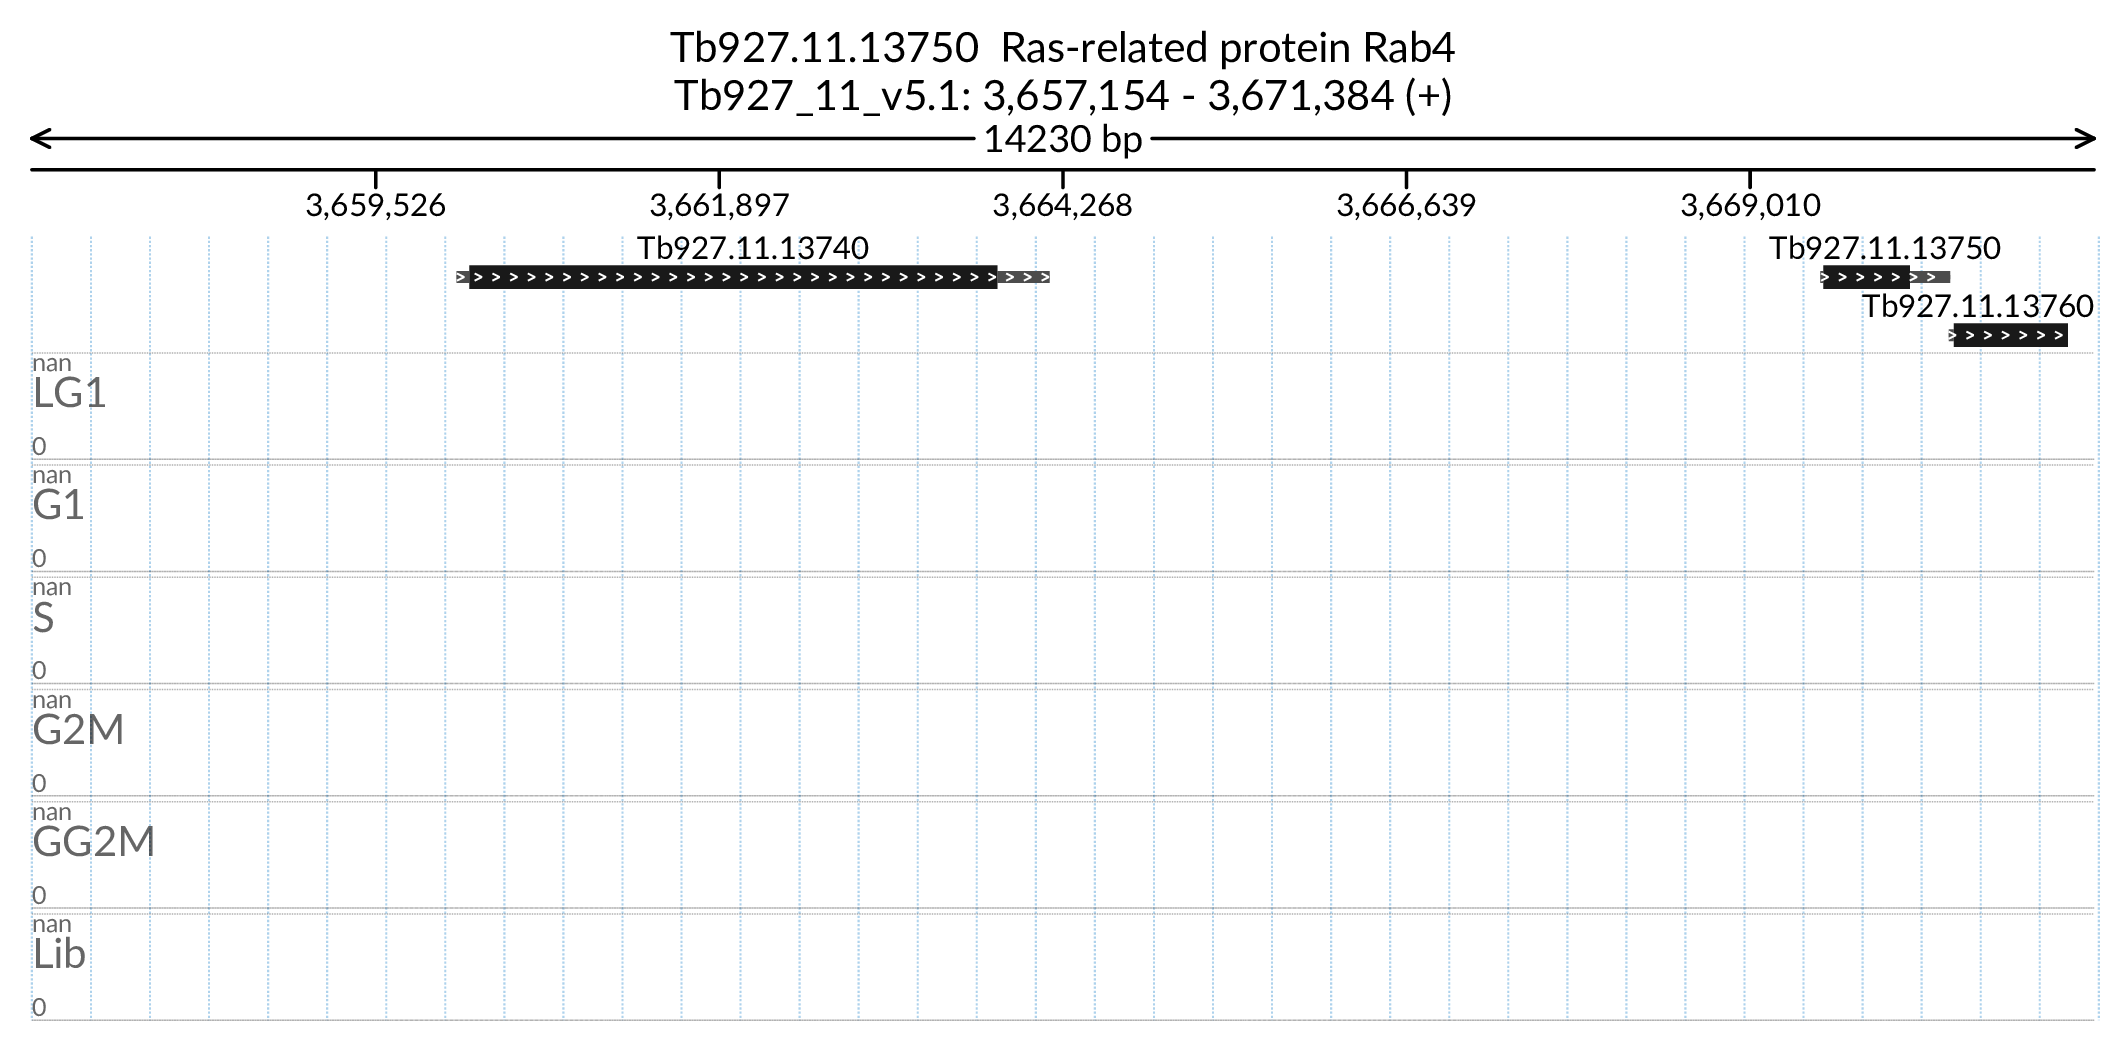 Tb927.11.13750  Ras-related protein Rab4
Tb927_11_v5.1: 3,657,154 - 3,671,384 (+)
14230 bp
3,659,526 3,661,897 3,664,268 3,666,639 3,669,010
Tb927.11.13740 Tb927.11.13750
Tb927.11.13760
nan
LG1
0
nan
G1
0
nan
S
0
nan
G2M
0
nan
GG2M
0
nan
Lib
0